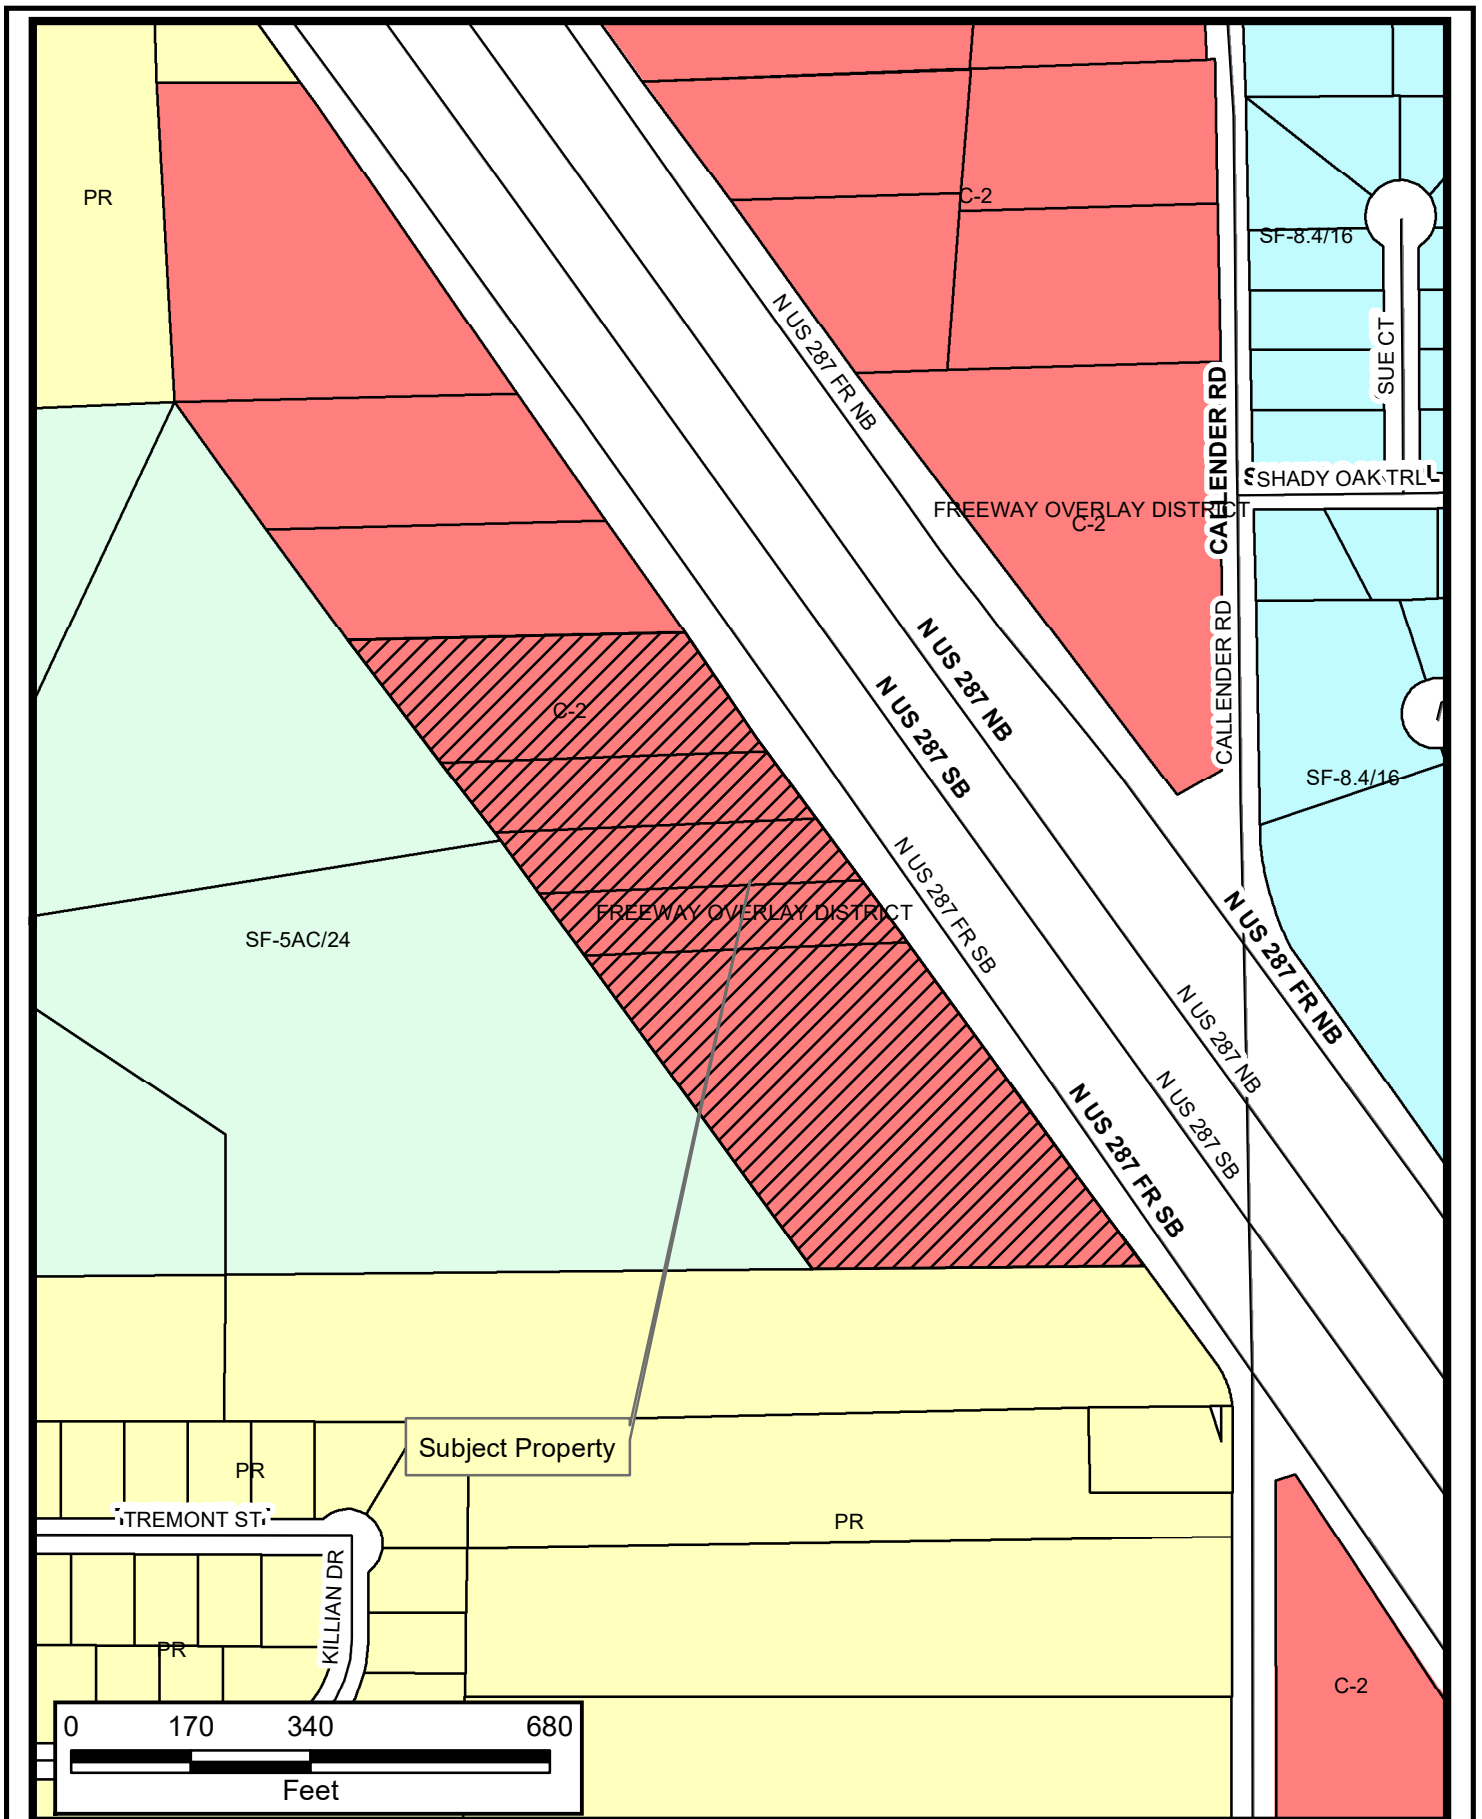 PR
C-2
SF-8.4/16
N US 287 FR NB
SUE CT
CALLENDER RD
SHADY OAK TRL
FREEWAY OVERLAY DISTRICT
C-2
CALLENDER RD
N US 287 NB
N US 287 SB
C-2
SF-8.4/16
N US 287 FR SB
FREEWAY OVERLAY DISTRICT
SF-5AC/24
N US 287 FR NB
N US 287 NB
N US 287 SB
N US 287 FR SB
Subject Property
PR
TREMONT ST
PR
KILLIAN DR
PR
C-2
0 170 340 680
Feet